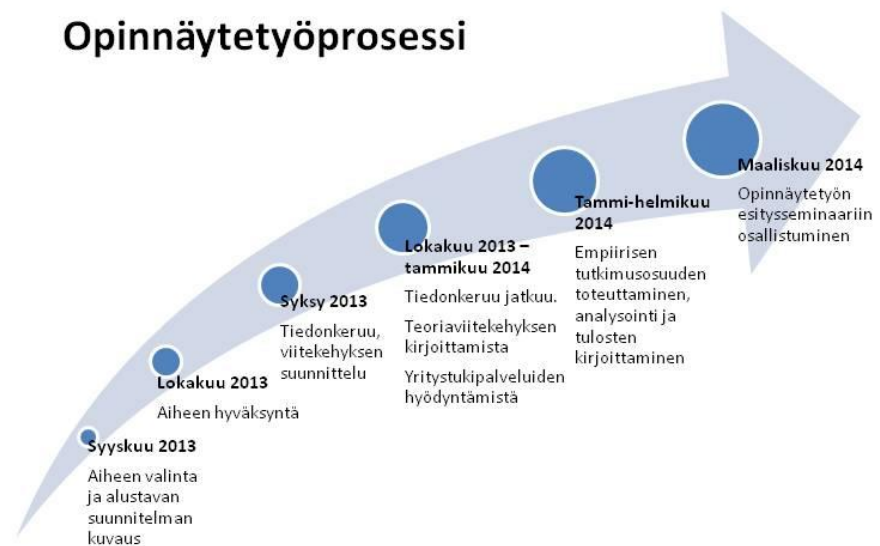 Opinnäytetyöprosessi
Syyskuu 2013
Aiheen valinta
ja alustavan
suunnitelman
kuvaus
Lokakuu 2013
Aiheen hyväksyntä
Syksy 2013
Tiedonkeruu,
viitekehyksen
suunnittelu
Lokakuu 2013 –
tammikuu 2014
Tiedonkeruu jatkuu.
Teoriaviitekehyksen
kirjoittamista
Yritystukipalveluiden
hyödyntämistä
Tammi-helmikuu
2014
Empiirisen
tutkimusosuuden
toteuttaminen,
analysointi ja
tulosten
kirjoittaminen
Maaliskuu 2014
Opinnäytetyön
esitysseminaariin
osallistuminen